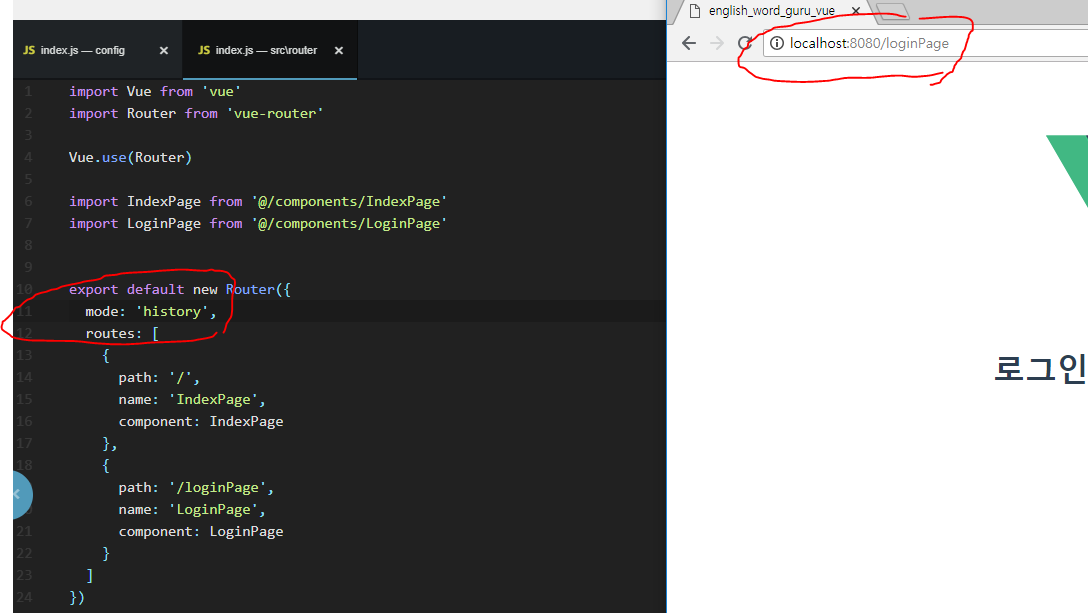 english_word_guru_vue
localhost:8080/loginPage
JS index.js — config
JS index.js — src\router
1 import Vue from 'vue'
2 import Router from 'vue-router'
3
4 Vue.use(Router)
5
6 import IndexPage from '@/components/IndexPage'
7 import LoginPage from '@/components/LoginPage'
8
9
10 export default new Router({
11 mode: 'history',
12 routes: [
13 {
14 path: '/',
15 name: 'IndexPage',
16 component: IndexPage
17 },
18 {
path: '/loginPage',
name: 'LoginPage',
21 component: LoginPage
22 }
23 ]
24 })
로그인